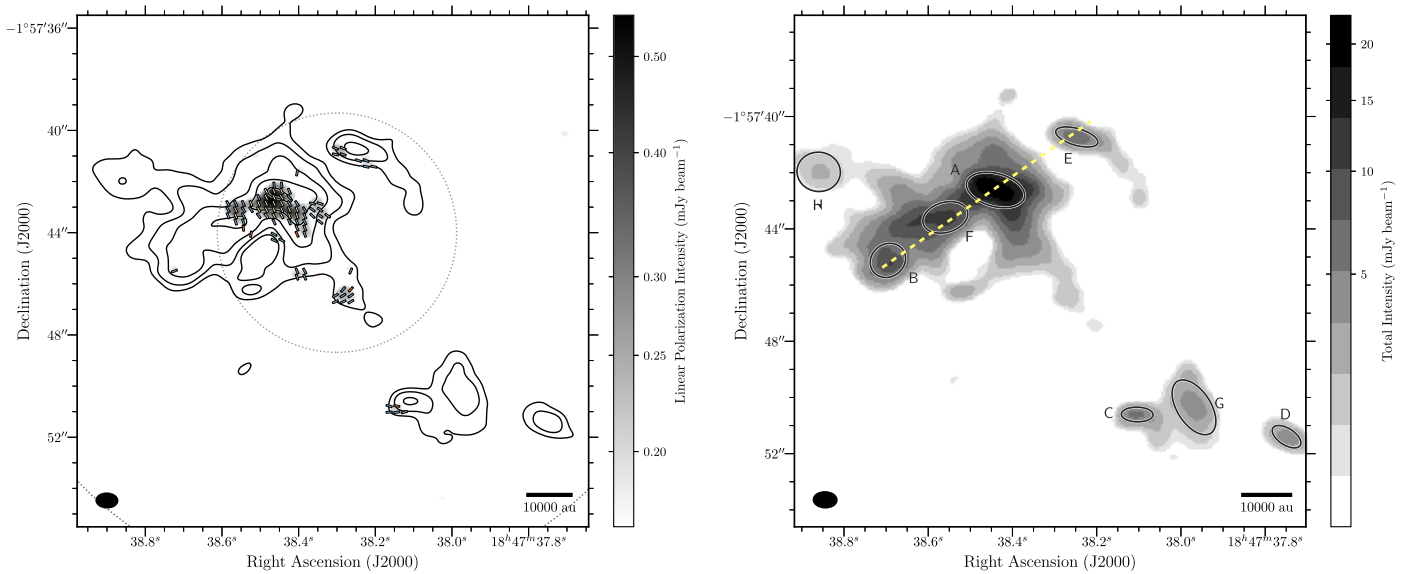 −1°57′36″
40″
44″
48″
52″
Declination (J2000)
38.8ˢ
38.6ˢ
38.4ˢ
38.2ˢ
38.0ˢ
18ʰ47ᵐ37.8ˢ
Right Ascension (J2000)
10000 au
0.50
0.40
0.30
0.25
0.20
Linear Polarization Intensity (mJy beam⁻¹)
−1°57′40″
44″
48″
52″
Declination (J2000)
A
B
C
D
E
F
G
H
38.8ˢ
38.6ˢ
38.4ˢ
38.2ˢ
38.0ˢ
18ʰ47ᵐ37.8ˢ
Right Ascension (J2000)
10000 au
20
15
10
5
Total Intensity (mJy beam⁻¹)